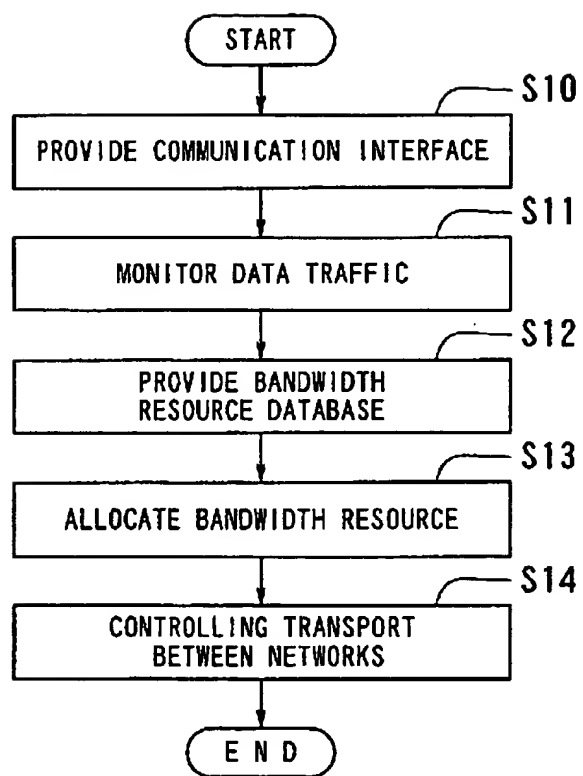 START
S10
PROVIDE COMMUNICATION INTERFACE
S11
MONITOR DATA TRAFFIC
S12
PROVIDE BANDWIDTH
RESOURCE DATABASE
S13
ALLOCATE BANDWIDTH RESOURCE
S14
CONTROLLING TRANSPORT
BETWEEN NETWORKS
END